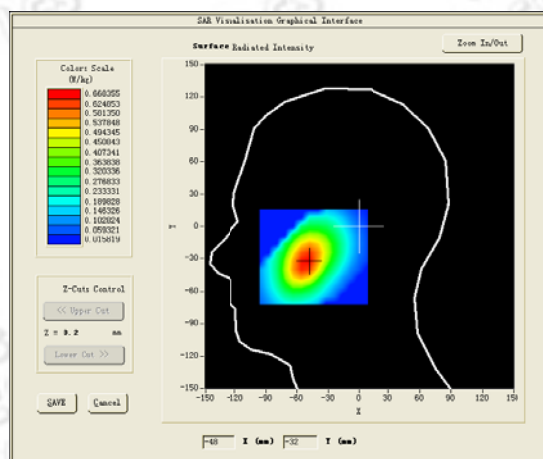 SAR Visualisation Graphical Interface
Surface Radiated Intensity
Zoom In/Out
Colors Scale
(W/kg)
0.668355
0.624853
0.581350
0.537848
0.494345
0.450843
0.407341
0.363838
0.320336
0.276833
0.233331
0.189828
0.146326
0.102824
0.059321
0.015819
150
120
90
60
30
0
-30
-60
-90
-120
-150
Y
-150 -120 -90 -60 -30 0 30 60 90 120 150
X
Z-Cuts Control
<< Upper Cut
Z = 3.2 mm
Lower Cut >>
SAVE
Cancel
-48 X (mm) -32 Y (mm)